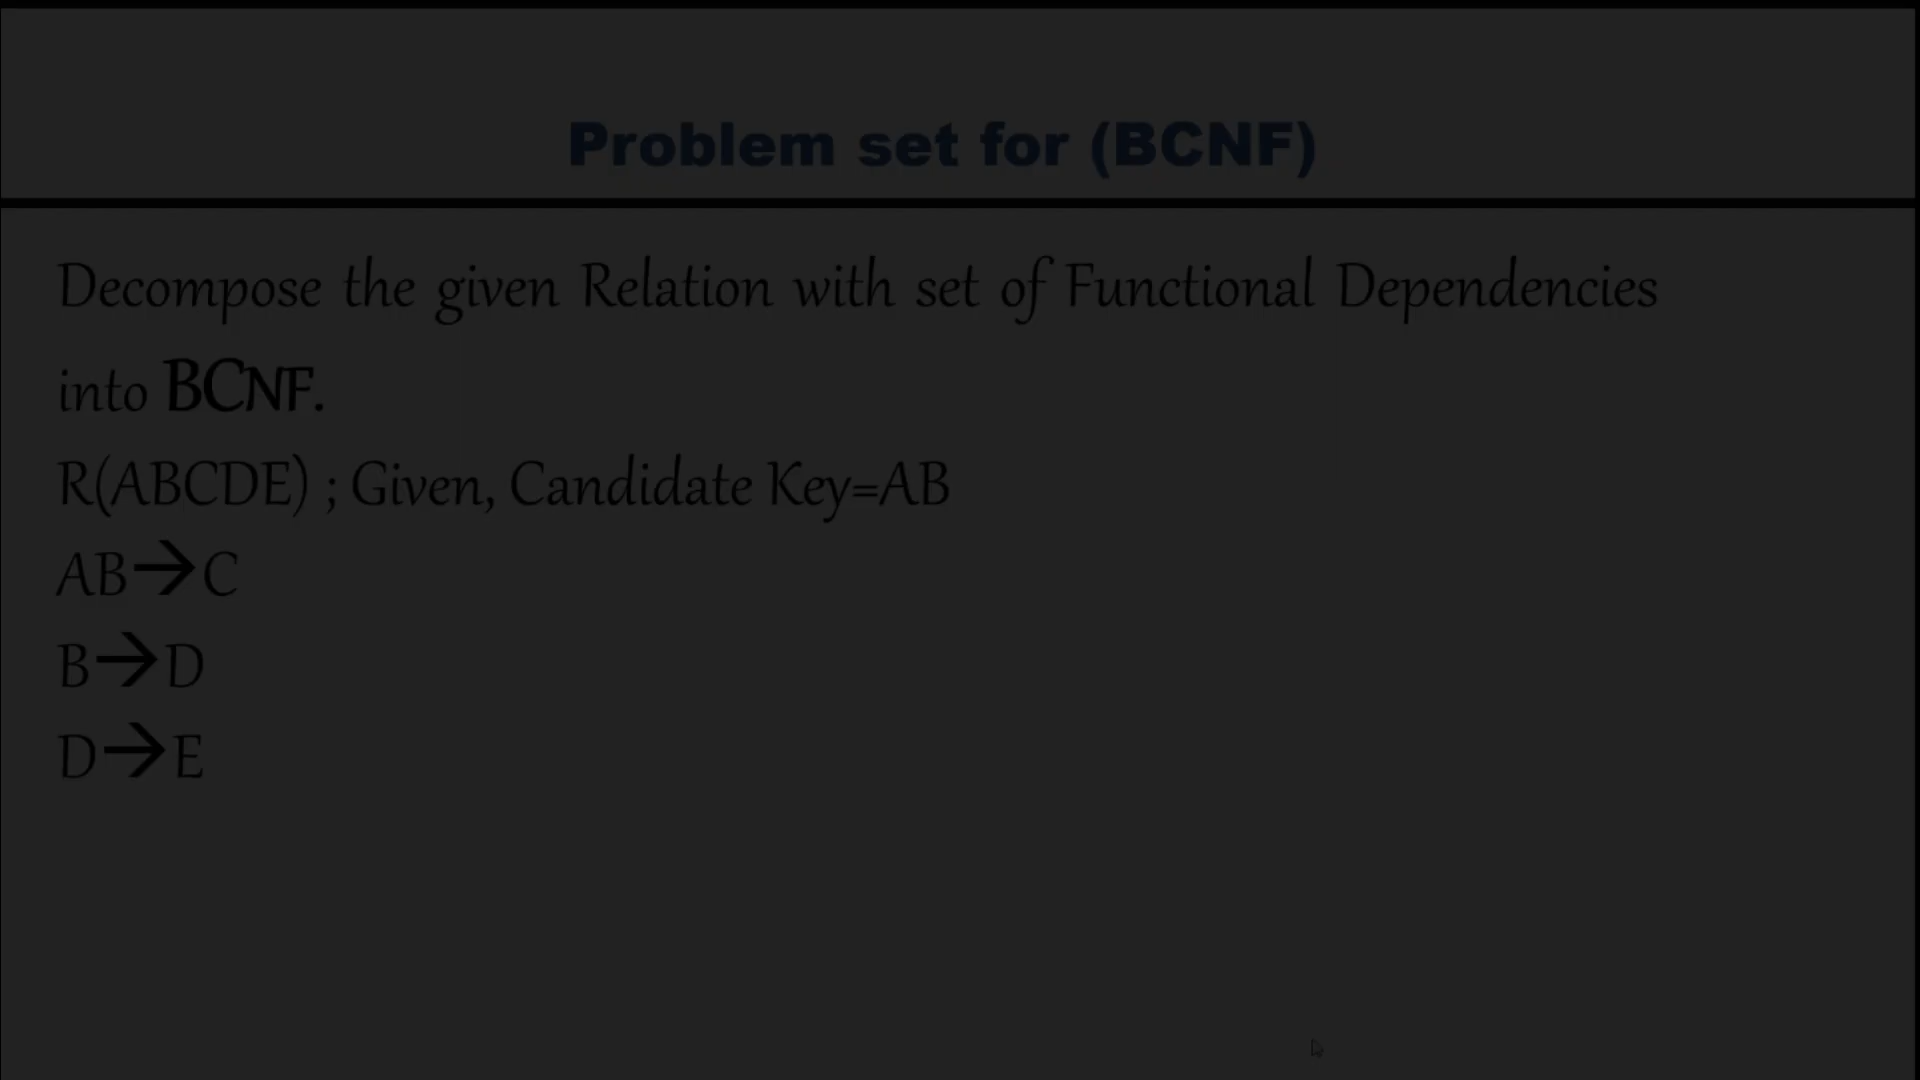 Problem set for (BCNF)
Decompose the given Relation with set of Functional Dependencies
into BCNF.
R(ABCDE) ; Given, Candidate Key=AB
AB→C
B→D
D→E